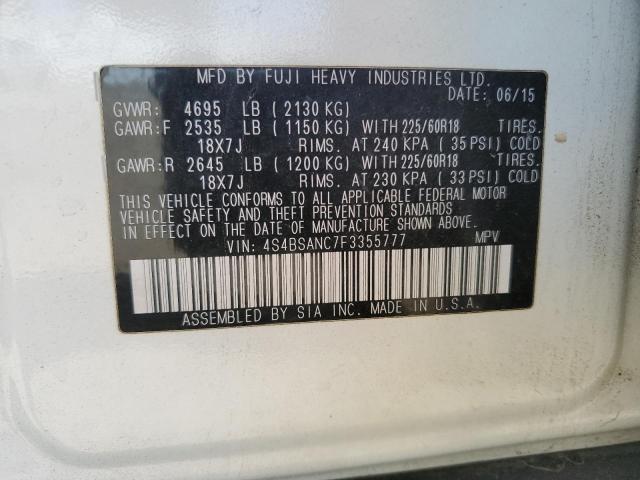 MFD BY FUJI HEAVY INDUSTRIES LTD.
DATE: 06/15
GVWR: 4695 LB ( 2130 KG)
GAWR:F 2535 LB ( 1150 KG) WITH 225/60R18 TIRES.
18X7J RIMS. AT 240 KPA ( 35 PSI) COLD
GAWR:R 2645 LB ( 1200 KG) WITH 225/60R18 TIRES.
18X7J RIMS. AT 230 KPA ( 33 PSI) COLD
THIS VEHICLE CONFORMS TO ALL APPLICABLE FEDERAL MOTOR
VEHICLE SAFETY AND THEFT PREVENTION STANDARDS IN
EFFECT ON THE DATE OF MANUFACTURE SHOWN ABOVE.
VIN: 4S4BSANC7F3355777 MPV
ASSEMBLED BY SIA INC. MADE IN U.S.A.